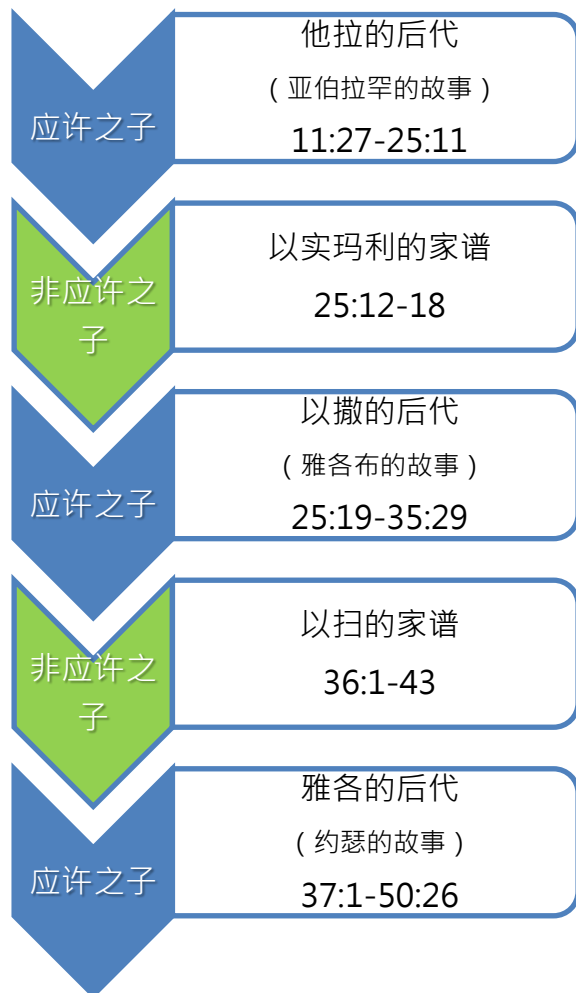 他拉的后代
（亚伯拉罕的故事）
11:27-25:11
应许之子
以实玛利的家谱
25:12-18
非应许之
子
以撒的后代
（雅各布的故事）
25:19-35:29
应许之子
以扫的家谱
36:1-43
非应许之
子
雅各的后代
（约瑟的故事）
37:1-50:26
应许之子